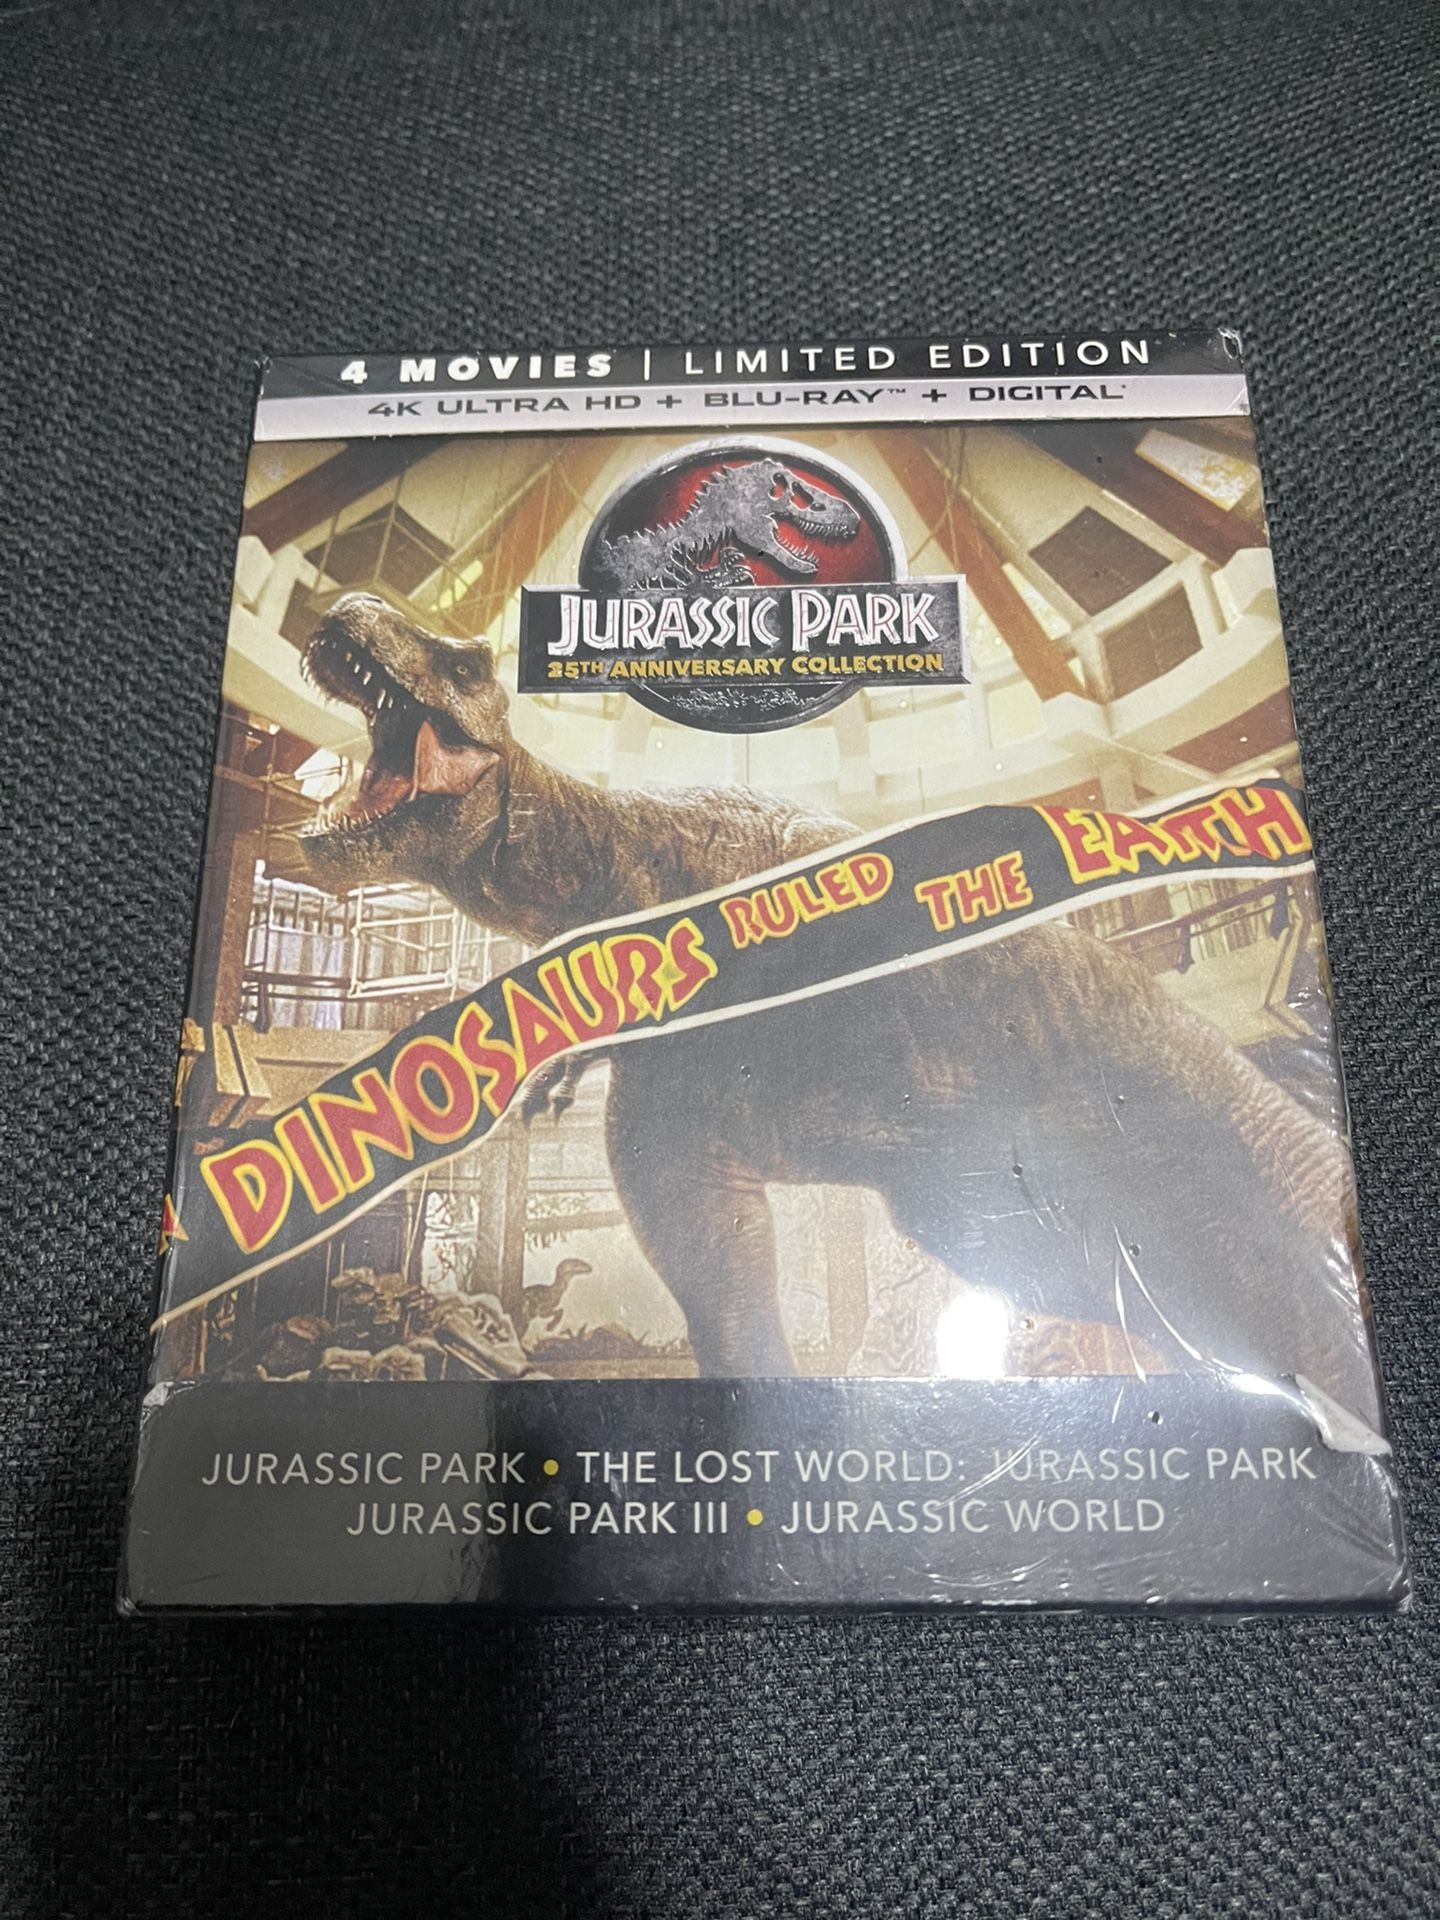 4 MOVIES | LIMITED EDITION
4K ULTRA HD + BLU-RAY™ + DIGITAL*
JURASSIC PARK
25TH ANNIVERSARY COLLECTION
DINOSAURS RULED THE EARTH
JURASSIC PARK • THE LOST WORLD: JURASSIC PARK
JURASSIC PARK III • JURASSIC WORLD